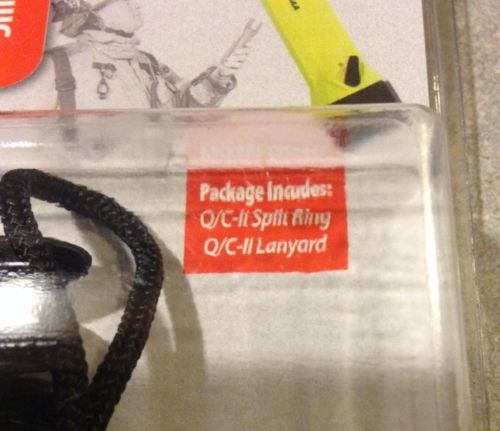 Package Incudes:
Q/C-II Split Ring
Q/C-II Lanyard